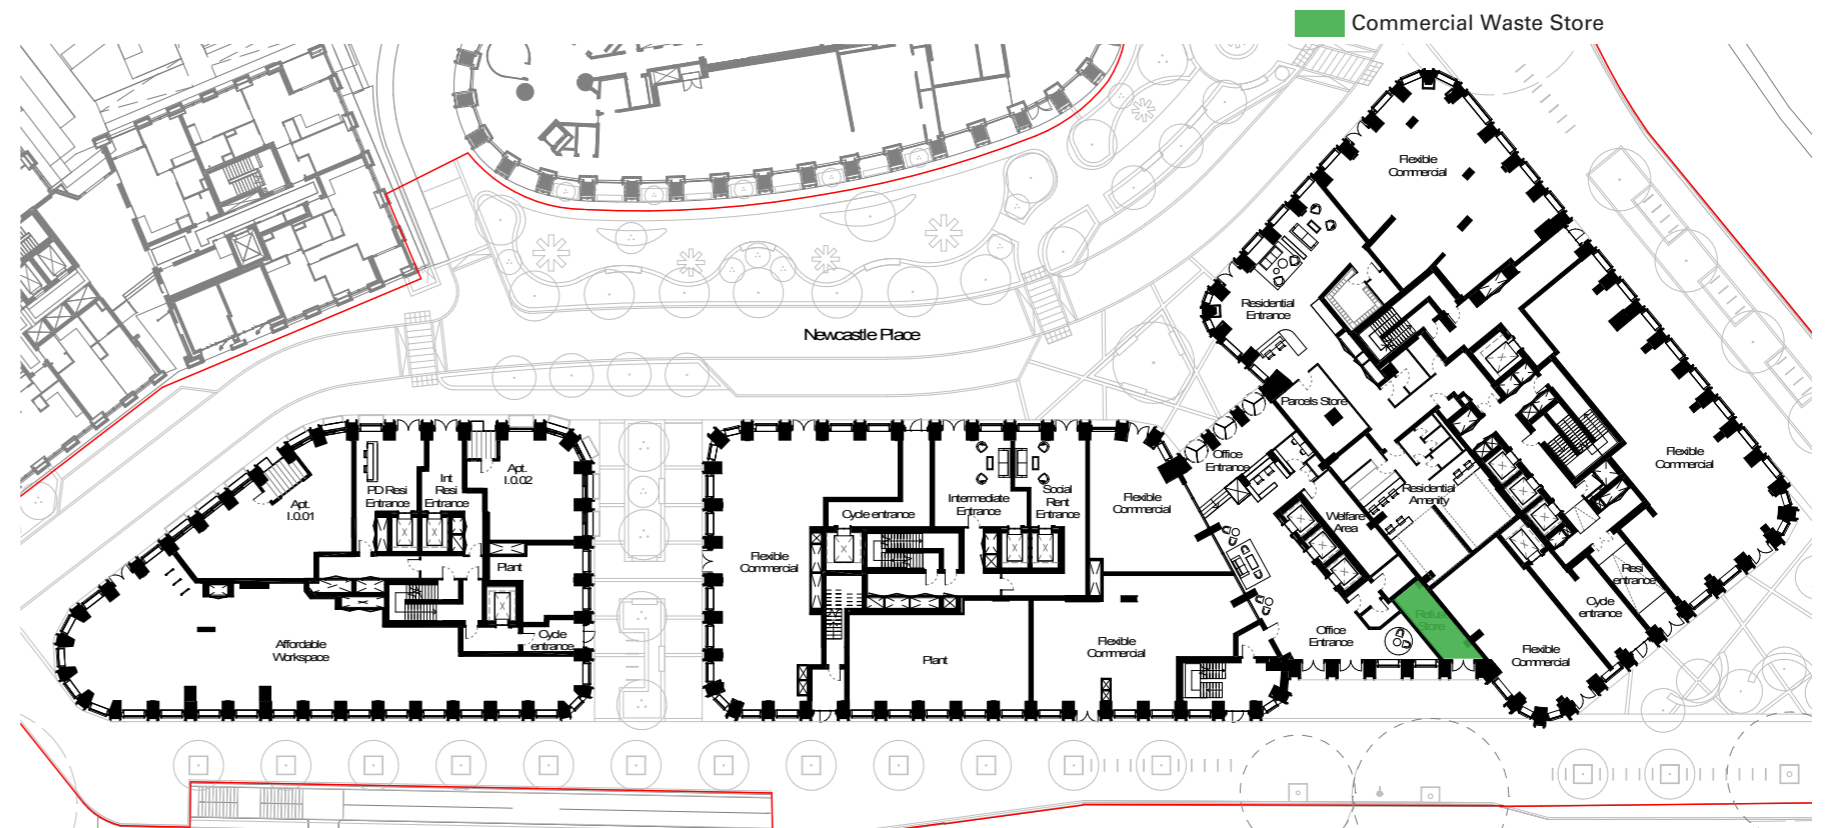 Commercial Waste Store
Flexible
Commercial
Residential
Entrance
Newcastle Place
Parcels Store
Office
Entrance
Flexible
Commercial
Residential
Amenity
Welfare
Area
Apt.
I.0.01
PD Resi
Entrance
Int
Resi
Entrance
Apt.
I.0.02
Plant
Cycle
entrance
Affordable
Workspace
Cycle entrance
Intermediate
Entrance
Social
Rent
Entrance
Flexible
Commercial
Flexible
Commercial
Plant
Flexible
Commercial
Office
Entrance
Refuse
Store
Flexible
Commercial
Resi
entrance
Cycle
entrance